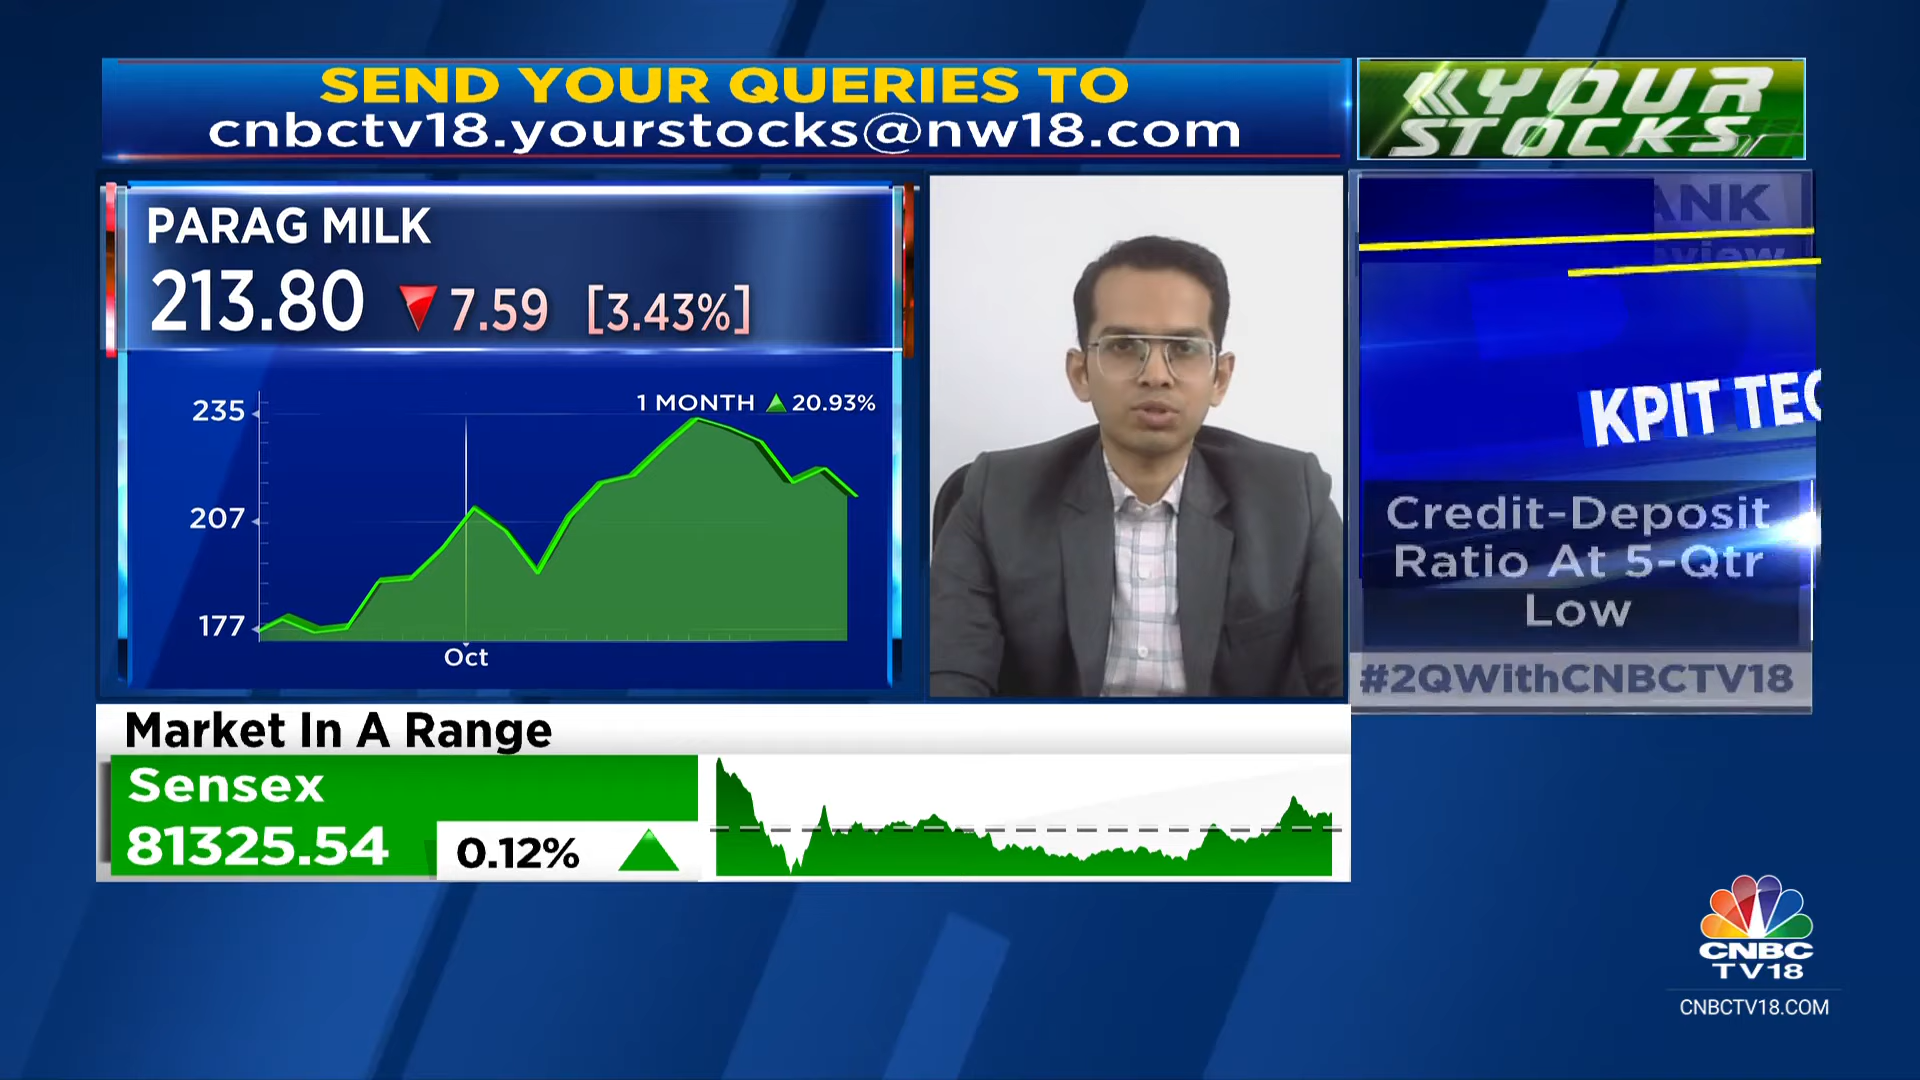 SEND YOUR QUERIES TO
cnbctv18.yourstocks@nw18.com
YOUR
STOCKS
PARAG MILK
213.80 ▼ 7.59 [3.43%]
1 MONTH ▲ 20.93%
235
207
177
Oct
KPIT
Credit-Deposit
Ratio At 5-Qtr
Low
#2QWithCNBCTV18
Market In A Range
Sensex
81325.54 0.12% ▲
CNBC
TV18
CNBCTV18.COM